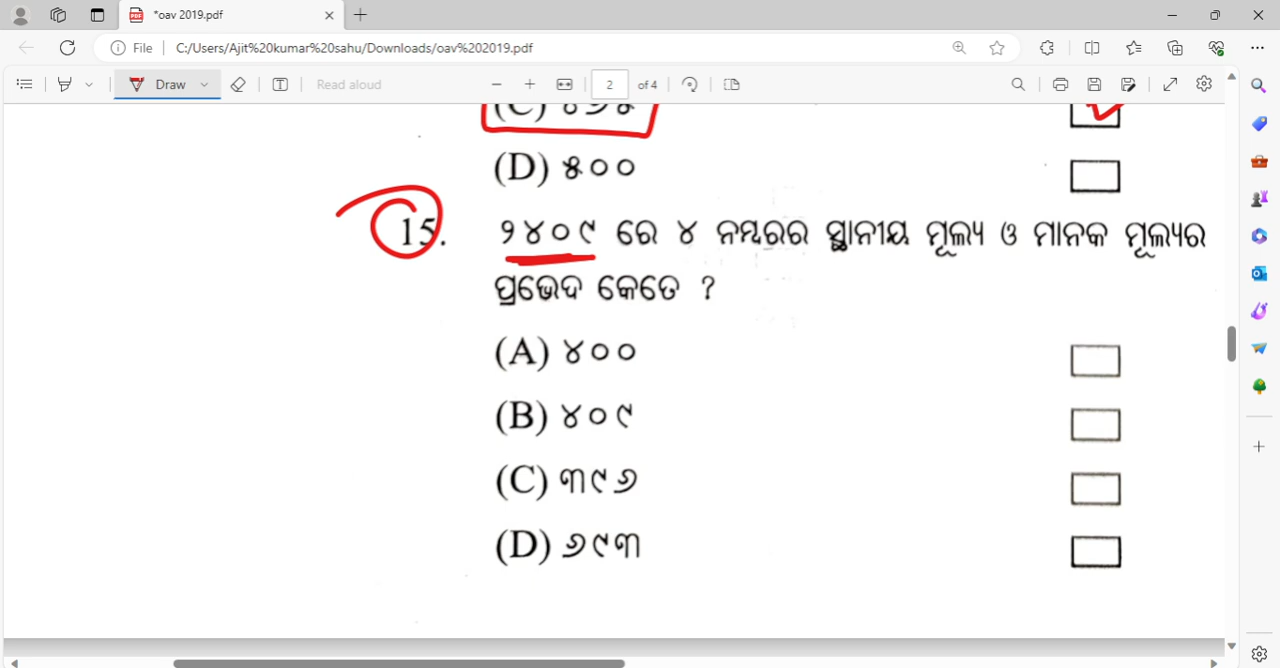 *oav 2019.pdf
File C:/Users/Ajit%20kumar%20sahu/Downloads/oav%202019.pdf
Draw Read aloud 2 of 4
(C) ୪୬୫
(D) ୫୦୦
15. ୨୪୦୯ ରେ ୪ ନମ୍ବରର ସ୍ଥାନୀୟ ମୂଲ୍ୟ ଓ ମାନକ ମୂଲ୍ୟର
ପ୍ରଭେଦ କେତେ ?
(A) ୪୦୦
(B) ୪୦୯
(C) ୩୯୬
(D) ୬୯୩